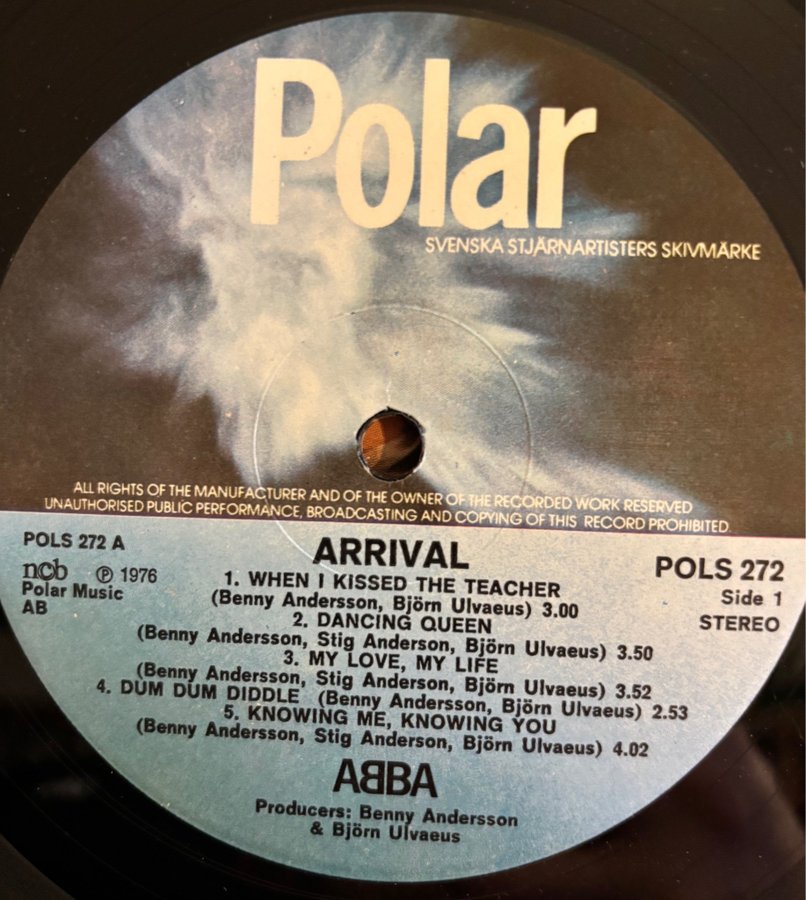 Polar
SVENSKA STJÄRNARTISTERS SKIVMÄRKE
ALL RIGHTS OF THE MANUFACTURER AND OF THE OWNER OF THE RECORDED WORK RESERVED
UNAUTHORISED PUBLIC PERFORMANCE, BROADCASTING AND COPYING OF THIS RECORD PROHIBITED.
POLS 272 A
ncb ℗ 1976
Polar Music
AB
ARRIVAL
POLS 272
Side 1
STEREO
1. WHEN I KISSED THE TEACHER
(Benny Andersson, Björn Ulvaeus) 3.00
2. DANCING QUEEN
(Benny Andersson, Stig Anderson, Björn Ulvaeus) 3.50
3. MY LOVE, MY LIFE
(Benny Andersson, Stig Anderson, Björn Ulvaeus) 3.52
4. DUM DUM DIDDLE (Benny Andersson, Björn Ulvaeus) 2.53
5. KNOWING ME, KNOWING YOU
(Benny Andersson, Stig Anderson, Björn Ulvaeus) 4.02
ABBA
Producers: Benny Andersson
& Björn Ulvaeus